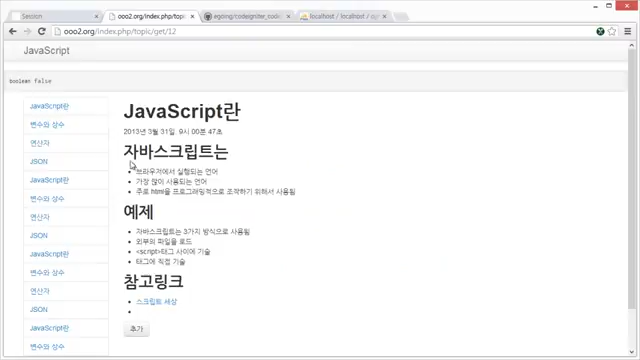 Session
ooo2.org/index.php/topi
egoing/codeigniter_codei
localhost / localhost / o
ooo2.org/index.php/topic/get/12
JavaScript
boolean false
JavaScript란
변수와 상수
연산자
JSON
JavaScript란
변수와 상수
연산자
JSON
JavaScript란
변수와 상수
연산자
JSON
JavaScript란
변수와 상수
JavaScript란
2013년 3월 31일, 9시 00분 47초
자바스크립트는
브라우저에서 실행되는 언어
가장 많이 사용되는 언어
주로 html을 프로그래밍적으로 조작하기 위해서 사용됨
예제
자바스크립트는 3가지 방식으로 사용됨
외부의 파일을 로드
<script>태그 사이에 기술
태그에 직접 기술
참고링크
스크립트 세상
추가